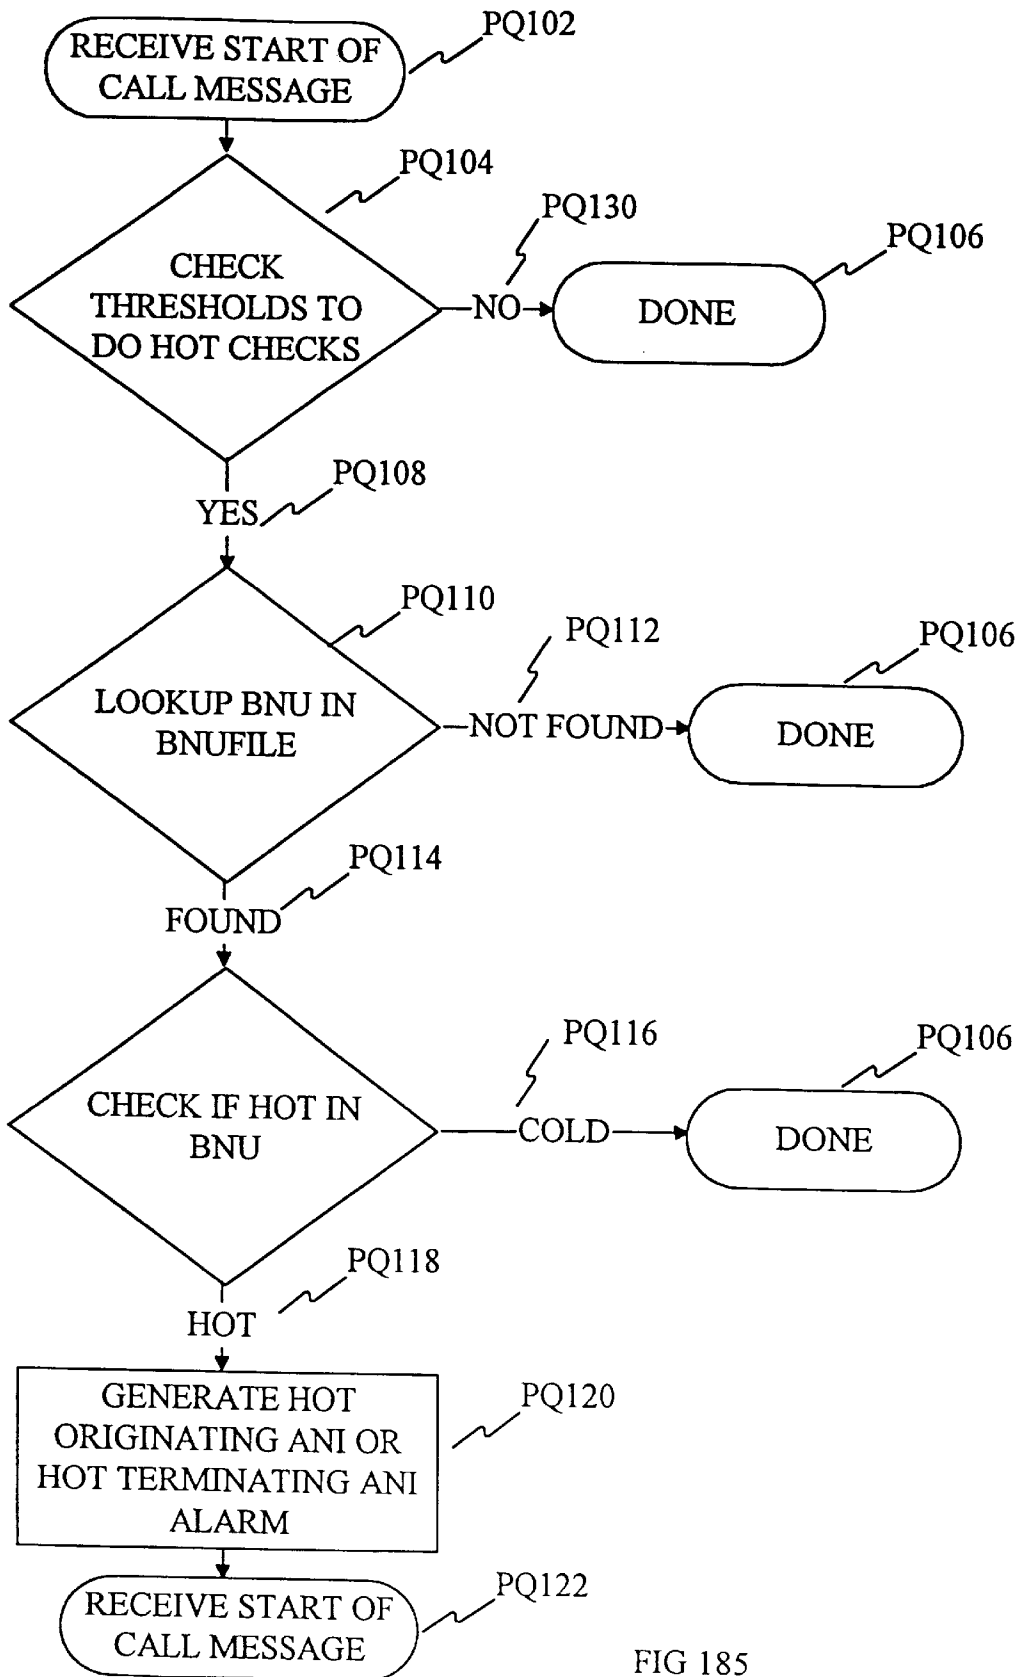 RECEIVE START OF
CALL MESSAGE
PQ102
PQ104
CHECK
THRESHOLDS TO
DO HOT CHECKS
PQ130
NO
PQ106
DONE
PQ108
YES
PQ110
LOOKUP BNU IN
BNUFILE
PQ112
NOT FOUND
PQ106
DONE
PQ114
FOUND
CHECK IF HOT IN
BNU
PQ116
COLD
PQ106
DONE
PQ118
HOT
GENERATE HOT
ORIGINATING ANI OR
HOT TERMINATING ANI
ALARM
PQ120
RECEIVE START OF
CALL MESSAGE
PQ122
FIG 185